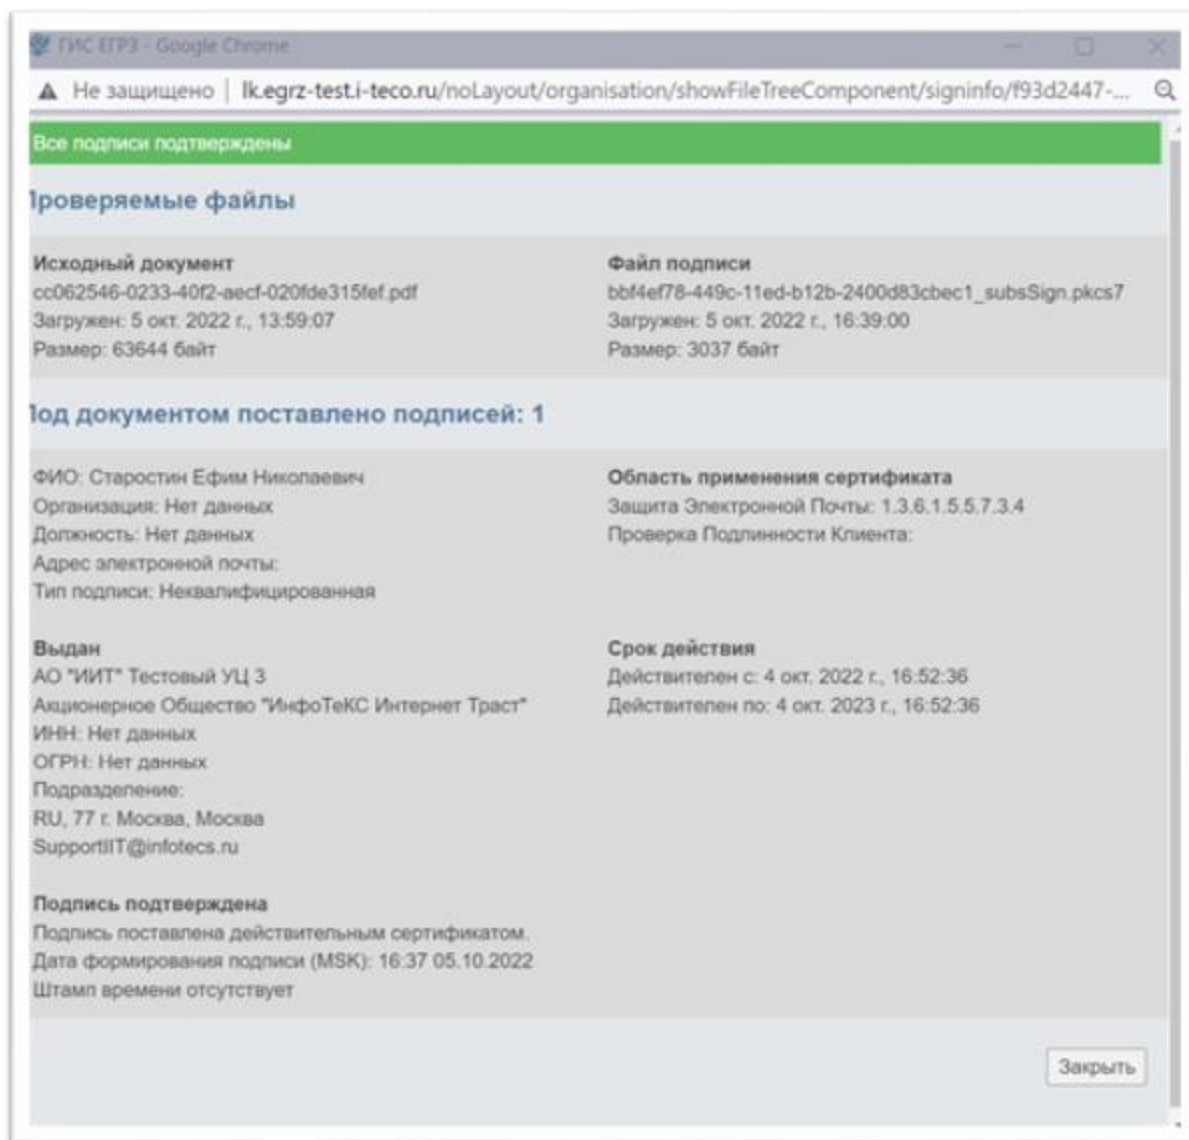 ГИС ЕГРЗ - Google Chrome
Не защищено | lk.egrz-test.i-teco.ru/noLayout/organisation/showFileTreeComponent/signinfo/f93d2447-...
Все подписи подтверждены
Проверяемые файлы
Исходный документ
cc062546-0233-40f2-aecf-020fde315fef.pdf
Загружен: 5 окт. 2022 г., 13:59:07
Размер: 63644 байт
Файл подписи
bbf4ef78-449c-11ed-b12b-2400d83cbec1_subsSign.pkcs7
Загружен: 5 окт. 2022 г., 16:39:00
Размер: 3037 байт
Под документом поставлено подписей: 1
ФИО: Старостин Ефим Николаевич
Организация: Нет данных
Должность: Нет данных
Адрес электронной почты:
Тип подписи: Неквалифицированная
Область применения сертификата
Защита Электронной Почты: 1.3.6.1.5.5.7.3.4
Проверка Подлинности Клиента:
Выдан
АО "ИИТ" Тестовый УЦ 3
Акционерное Общество "ИнфоТеКС Интернет Траст"
ИНН: Нет данных
ОГРН: Нет данных
Подразделение:
RU, 77 г. Москва, Москва
SupportIIT@infotecs.ru
Срок действия
Действителен с: 4 окт. 2022 г., 16:52:36
Действителен по: 4 окт. 2023 г., 16:52:36
Подпись подтверждена
Подпись поставлена действительным сертификатом.
Дата формирования подписи (MSK): 16:37 05.10.2022
Штамп времени отсутствует
Закрыть